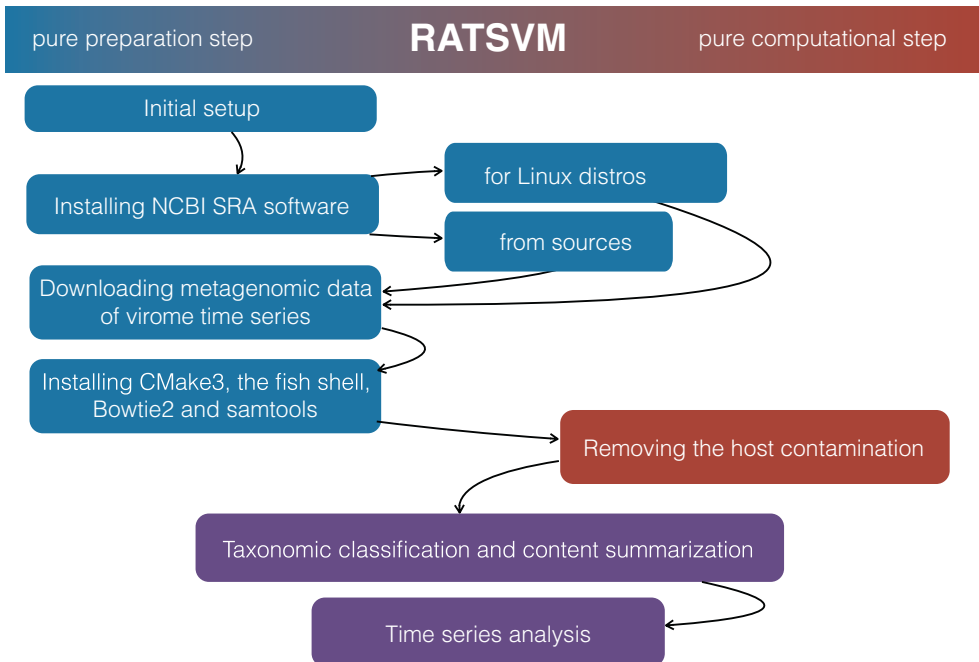 pure preparation step
RATSVM
pure computational step
Initial setup
Installing NCBI SRA software
for Linux distros
from sources
Downloading metagenomic data
of virome time series
Installing CMake3, the fish shell,
Bowtie2 and samtools
Removing the host contamination
Taxonomic classification and content summarization
Time series analysis